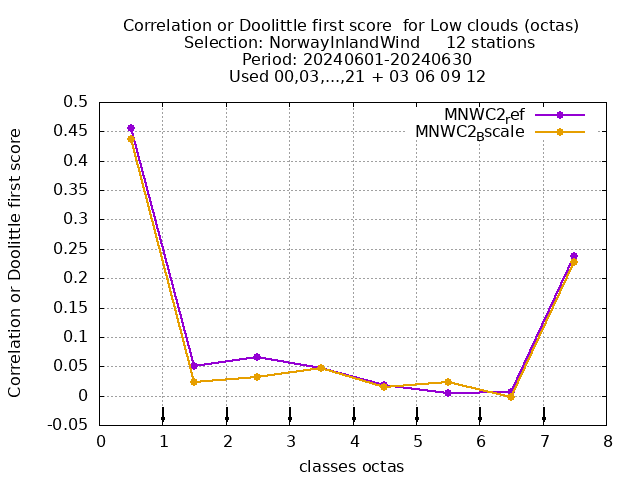 Correlation or Doolittle first score  for Low clouds (octas)
Selection: NorwayInlandWind     12 stations
Period: 20240601-20240630
Used 00,03,...,21 + 03 06 09 12
Correlation or Doolittle first score
0.5
0.45
0.4
0.35
0.3
0.25
0.2
0.15
0.1
0.05
0
-0.05
MNWC2ref
MNWC2Bscale
0 1 2 3 4 5 6 7 8
classes octas